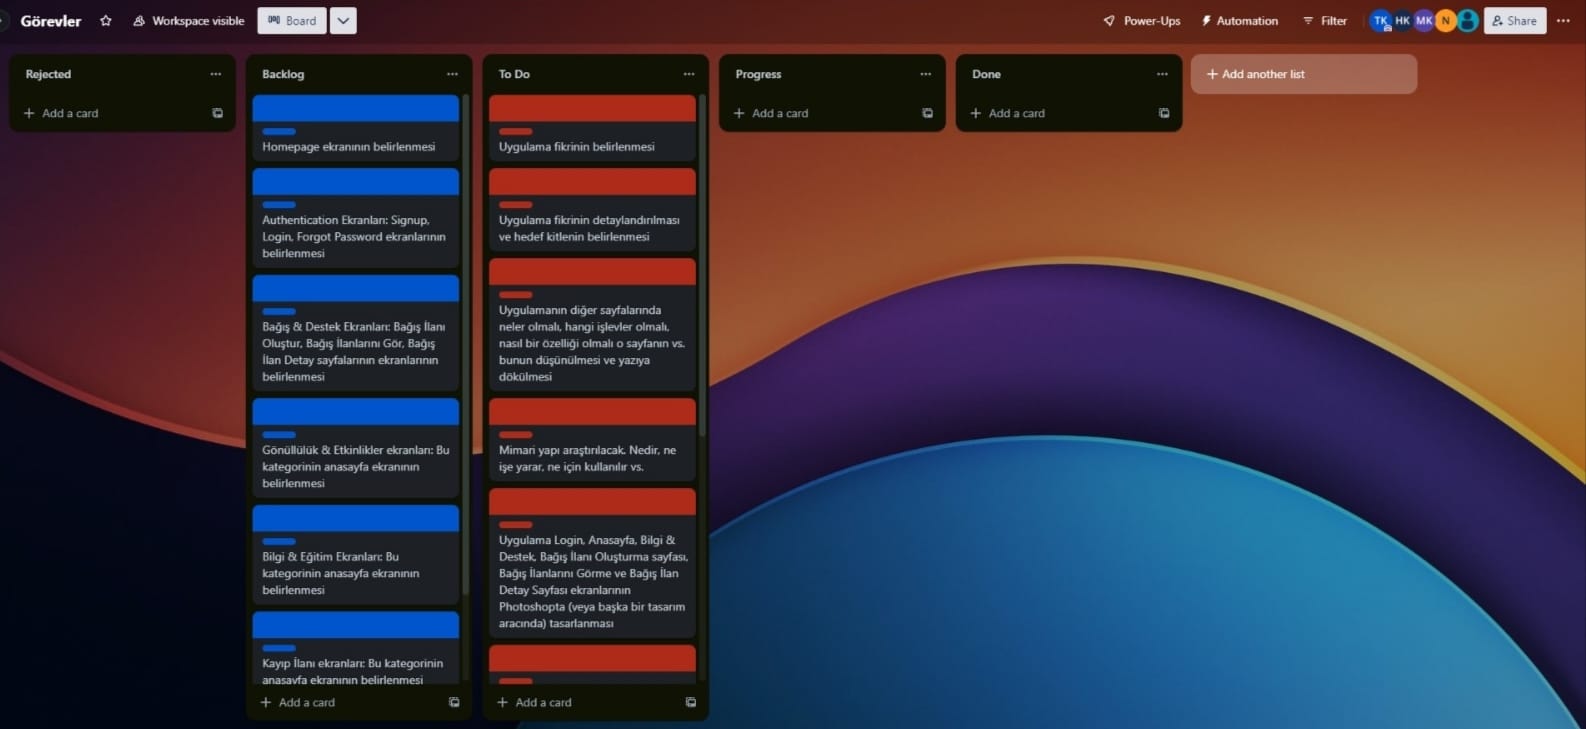 Görevler
Workspace visible
Board
Power-Ups
Automation
Filter
TK
HK
MK
N
Share
Rejected
Add a card
Backlog
Homepage ekranının belirlenmesi
Authentication Ekranları: Signup,
Login, Forgot Password ekranlarının
belirlenmesi
Bağış & Destek Ekranları: Bağış İlanı
Oluştur, Bağış İlanlarını Gör, Bağış
İlan Detay sayfalarının ekranlarının
belirlenmesi
Gönüllülük & Etkinlikler ekranları: Bu
kategorinin anasayfa ekranının
belirlenmesi
Bilgi & Eğitim Ekranları: Bu
kategorinin anasayfa ekranının
belirlenmesi
Kayıp İlanı ekranları: Bu kategorinin
anasayfa ekranının belirlenmesi
Add a card
To Do
Uygulama fikrinin belirlenmesi
Uygulama fikrinin detaylandırılması
ve hedef kitlenin belirlenmesi
Uygulamanın diğer sayfalarında
neler olmalı, hangi işlevler olmalı,
nasıl bir özelliği olmalı o sayfanın vs.
bunun düşünülmesi ve yazıya
dökülmesi
Mimari yapı araştırılacak. Nedir, ne
işe yarar, ne için kullanılır vs.
Uygulama Login, Anasayfa, Bilgi &
Destek, Bağış İlanı Oluşturma sayfası,
Bağış İlanlarını Görme ve Bağış İlan
Detay Sayfası ekranlarının
Photoshopta (veya başka bir tasarım
aracında) tasarlanması
Add a card
Progress
Add a card
Done
Add a card
Add another list